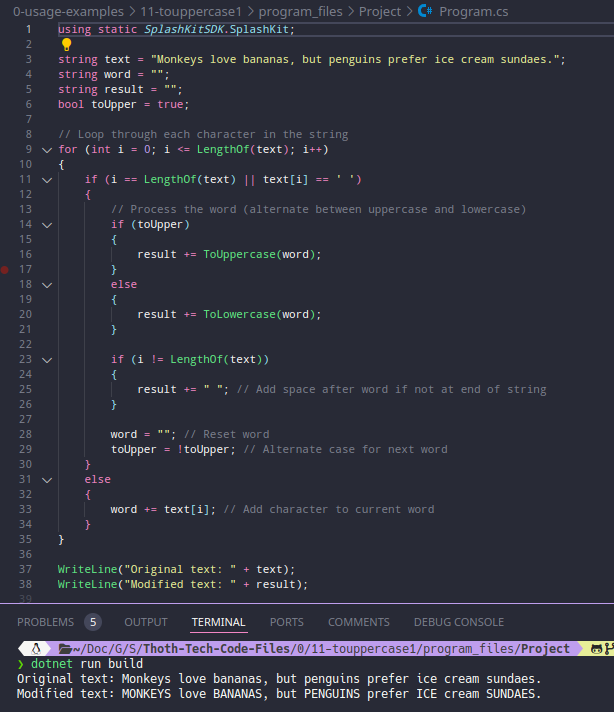 0-usage-examples > 11-touppercase1 > program_files > Project > C# Program.cs
1 using static SplashKitSDK.SplashKit;
2
3 string text = "Monkeys love bananas, but penguins prefer ice cream sundaes.";
4 string word = "";
5 string result = "";
6 bool toUpper = true;
7
8 // Loop through each character in the string
9 for (int i = 0; i <= LengthOf(text); i++)
10 {
11     if (i == LengthOf(text) || text[i] == ' ')
12     {
13         // Process the word (alternate between uppercase and lowercase)
14         if (toUpper)
15         {
16             result += ToUppercase(word);
17         }
18         else
19         {
20             result += ToLowercase(word);
21         }
22
23         if (i != LengthOf(text))
24         {
25             result += " "; // Add space after word if not at end of string
26         }
27
28         word = ""; // Reset word
29         toUpper = !toUpper; // Alternate case for next word
30     }
31     else
32     {
33         word += text[i]; // Add character to current word
34     }
35 }
36
37 WriteLine("Original text: " + text);
38 WriteLine("Modified text: " + result);
39
PROBLEMS 5 OUTPUT TERMINAL PORTS COMMENTS DEBUG CONSOLE
~/Doc/G/S/Thoth-Tech-Code-Files/0/11-touppercase1/program_files/Project
❯ dotnet run build
Original text: Monkeys love bananas, but penguins prefer ice cream sundaes.
Modified text: MONKEYS love BANANAS, but PENGUINS prefer ICE cream SUNDAES.